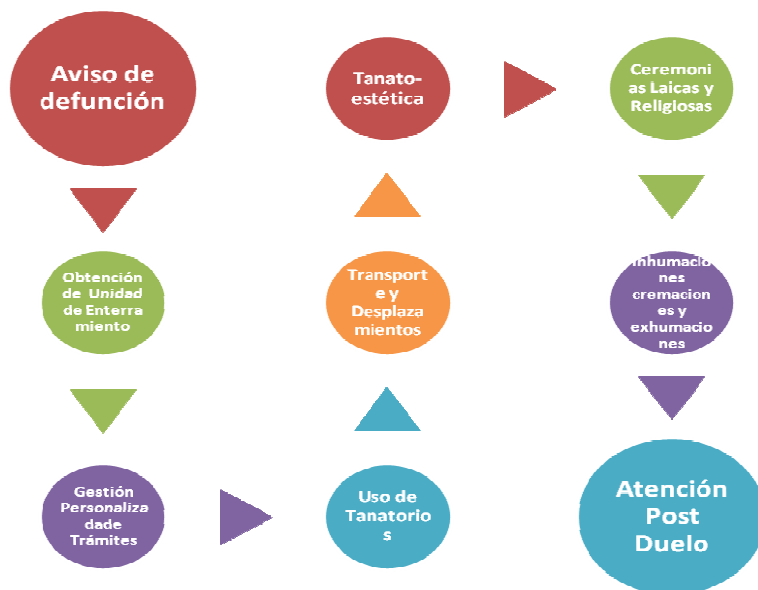 Aviso de
defunción
Obtención
de Unidad
de Enterra
miento
Gestión
Personaliza
dade
Trámites
Uso de
Tanatorio
s
Transport
e y
Desplaza
mientos
Tanato-
estética
Ceremoni
as Laicas y
Religiosas
Inhumacio
nes
cremacion
es y
exhumacio
nes
Atención
Post
Duelo